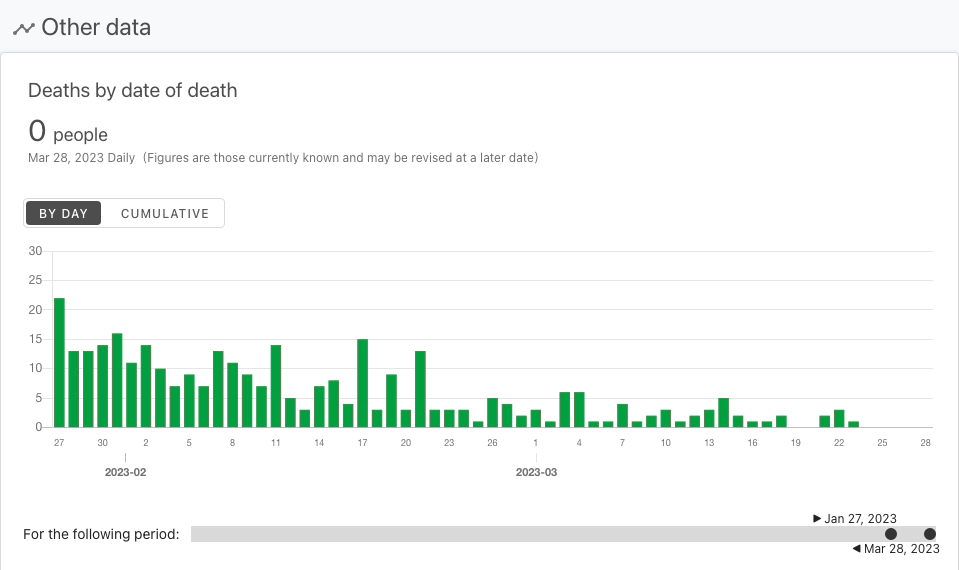 Other data
Deaths by date of death
0 people
Mar 28, 2023 Daily (Figures are those currently known and may be revised at a later date)
BY DAY CUMULATIVE
30
25
20
15
10
5
0
27 30 2 5 8 11 14 17 20 23 26 1 4 7 10 13 16 19 22 25 28
2023-02 2023-03
Jan 27, 2023
For the following period:
Mar 28, 2023